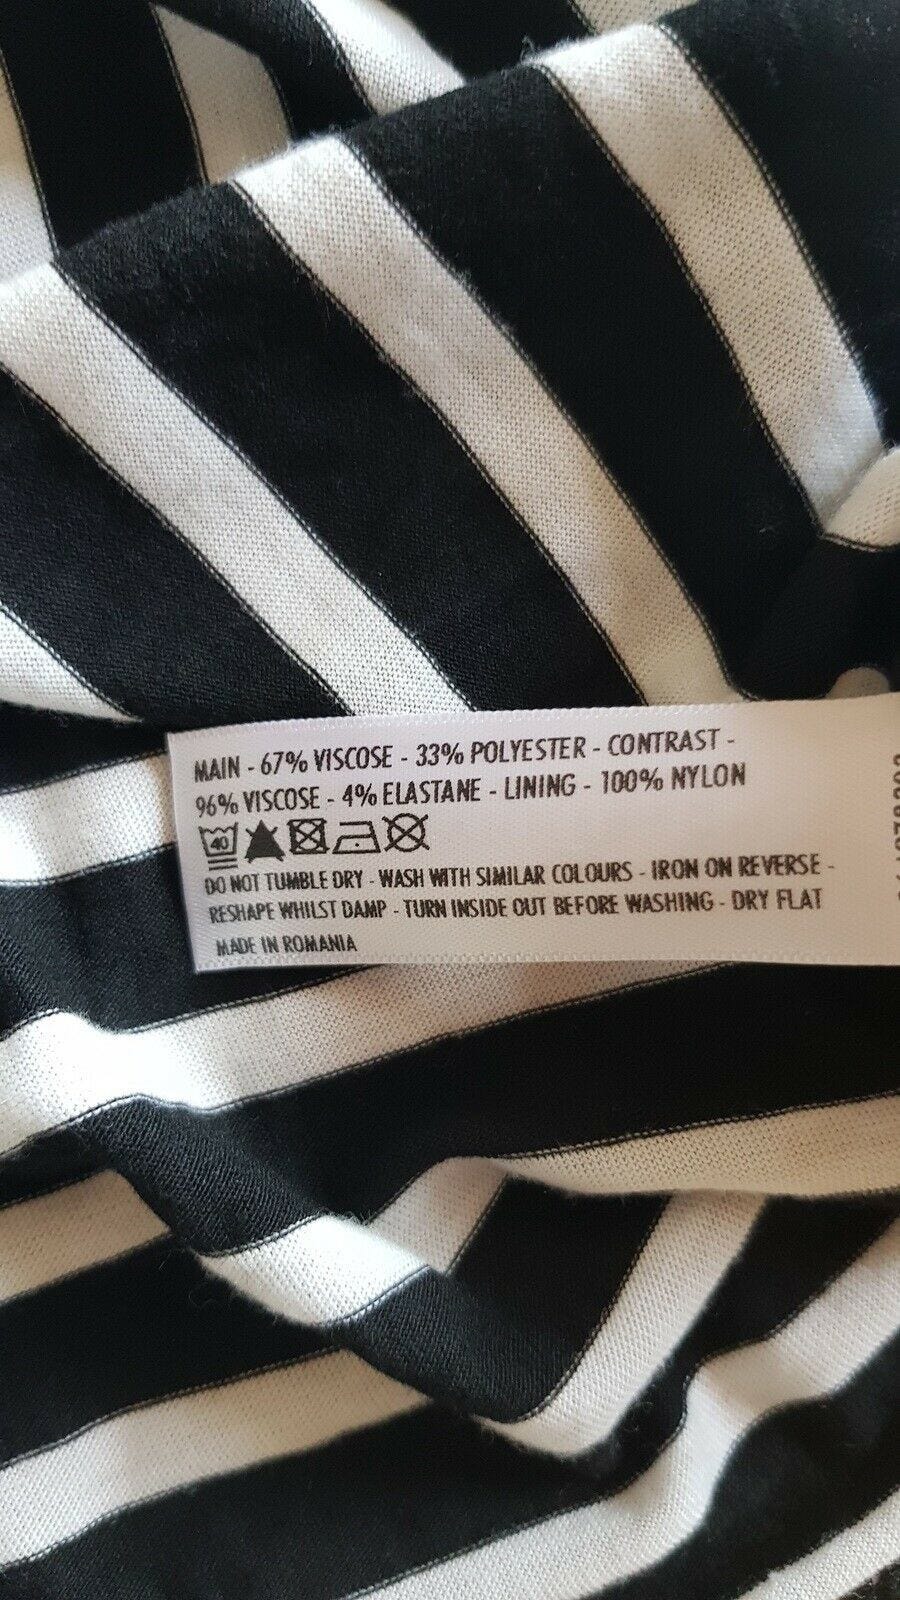 MAIN - 67% VISCOSE - 33% POLYESTER - CONTRAST -
96% VISCOSE - 4% ELASTANE - LINING - 100% NYLON
40
DO NOT TUMBLE DRY - WASH WITH SIMILAR COLOURS - IRON ON REVERSE -
RESHAPE WHILST DAMP - TURN INSIDE OUT BEFORE WASHING - DRY FLAT
MADE IN ROMANIA